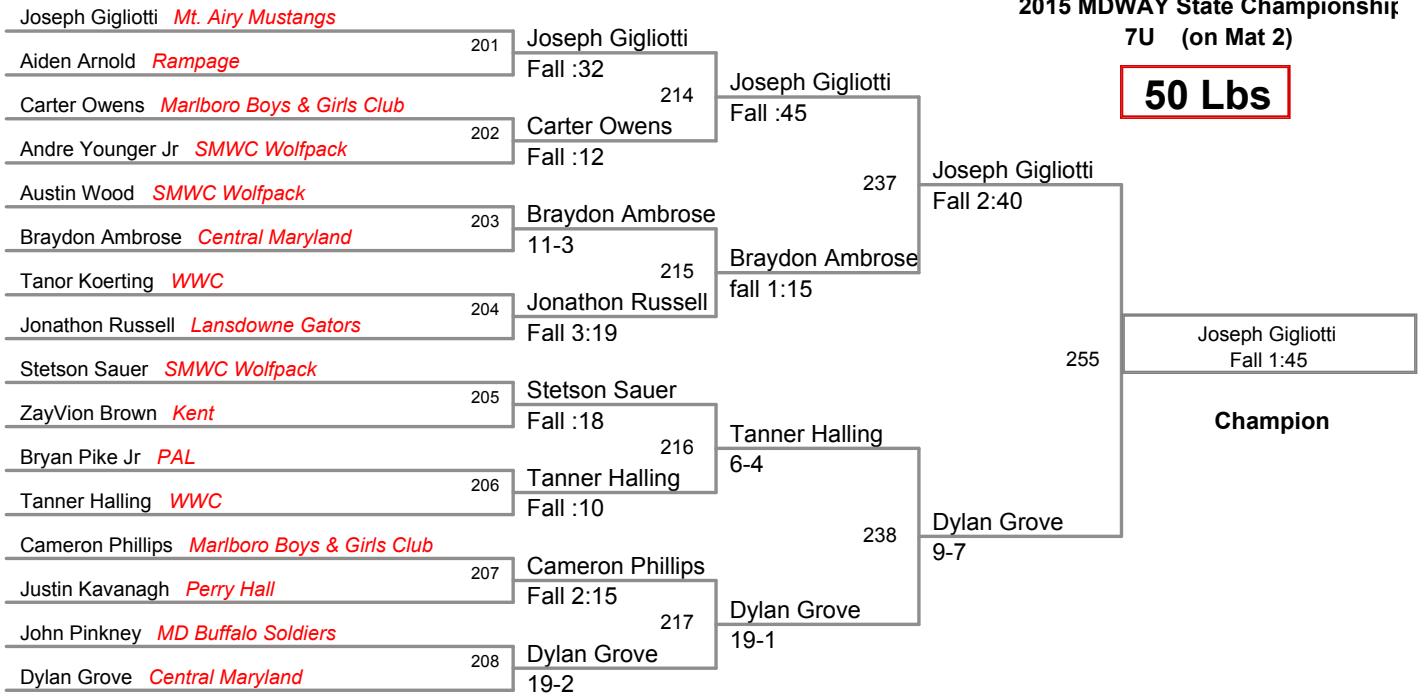 2015 MDWAY State Championship
7U (on Mat 2)
50 Lbs
Joseph Gigliotti Mt. Airy Mustangs
Aiden Arnold Rampage
Carter Owens Marlboro Boys & Girls Club
Andre Younger Jr SMWC Wolfpack
Austin Wood SMWC Wolfpack
Braydon Ambrose Central Maryland
Tanor Koerting WWC
Jonathon Russell Lansdowne Gators
Stetson Sauer SMWC Wolfpack
ZayVion Brown Kent
Bryan Pike Jr PAL
Tanner Halling WWC
Cameron Phillips Marlboro Boys & Girls Club
Justin Kavanagh Perry Hall
John Pinkney MD Buffalo Soldiers
Dylan Grove Central Maryland
201
202
203
204
205
206
207
208
Joseph Gigliotti
Fall :32
Carter Owens
Fall :12
Braydon Ambrose
11-3
Jonathon Russell
Fall 3:19
Stetson Sauer
Fall :18
Tanner Halling
Fall :10
Cameron Phillips
Fall 2:15
Dylan Grove
19-2
214
215
216
217
Joseph Gigliotti
Fall :45
Braydon Ambrose
fall 1:15
Tanner Halling
6-4
Dylan Grove
19-1
237
238
Joseph Gigliotti
Fall 2:40
Dylan Grove
9-7
255
Joseph Gigliotti
Fall 1:45
Champion